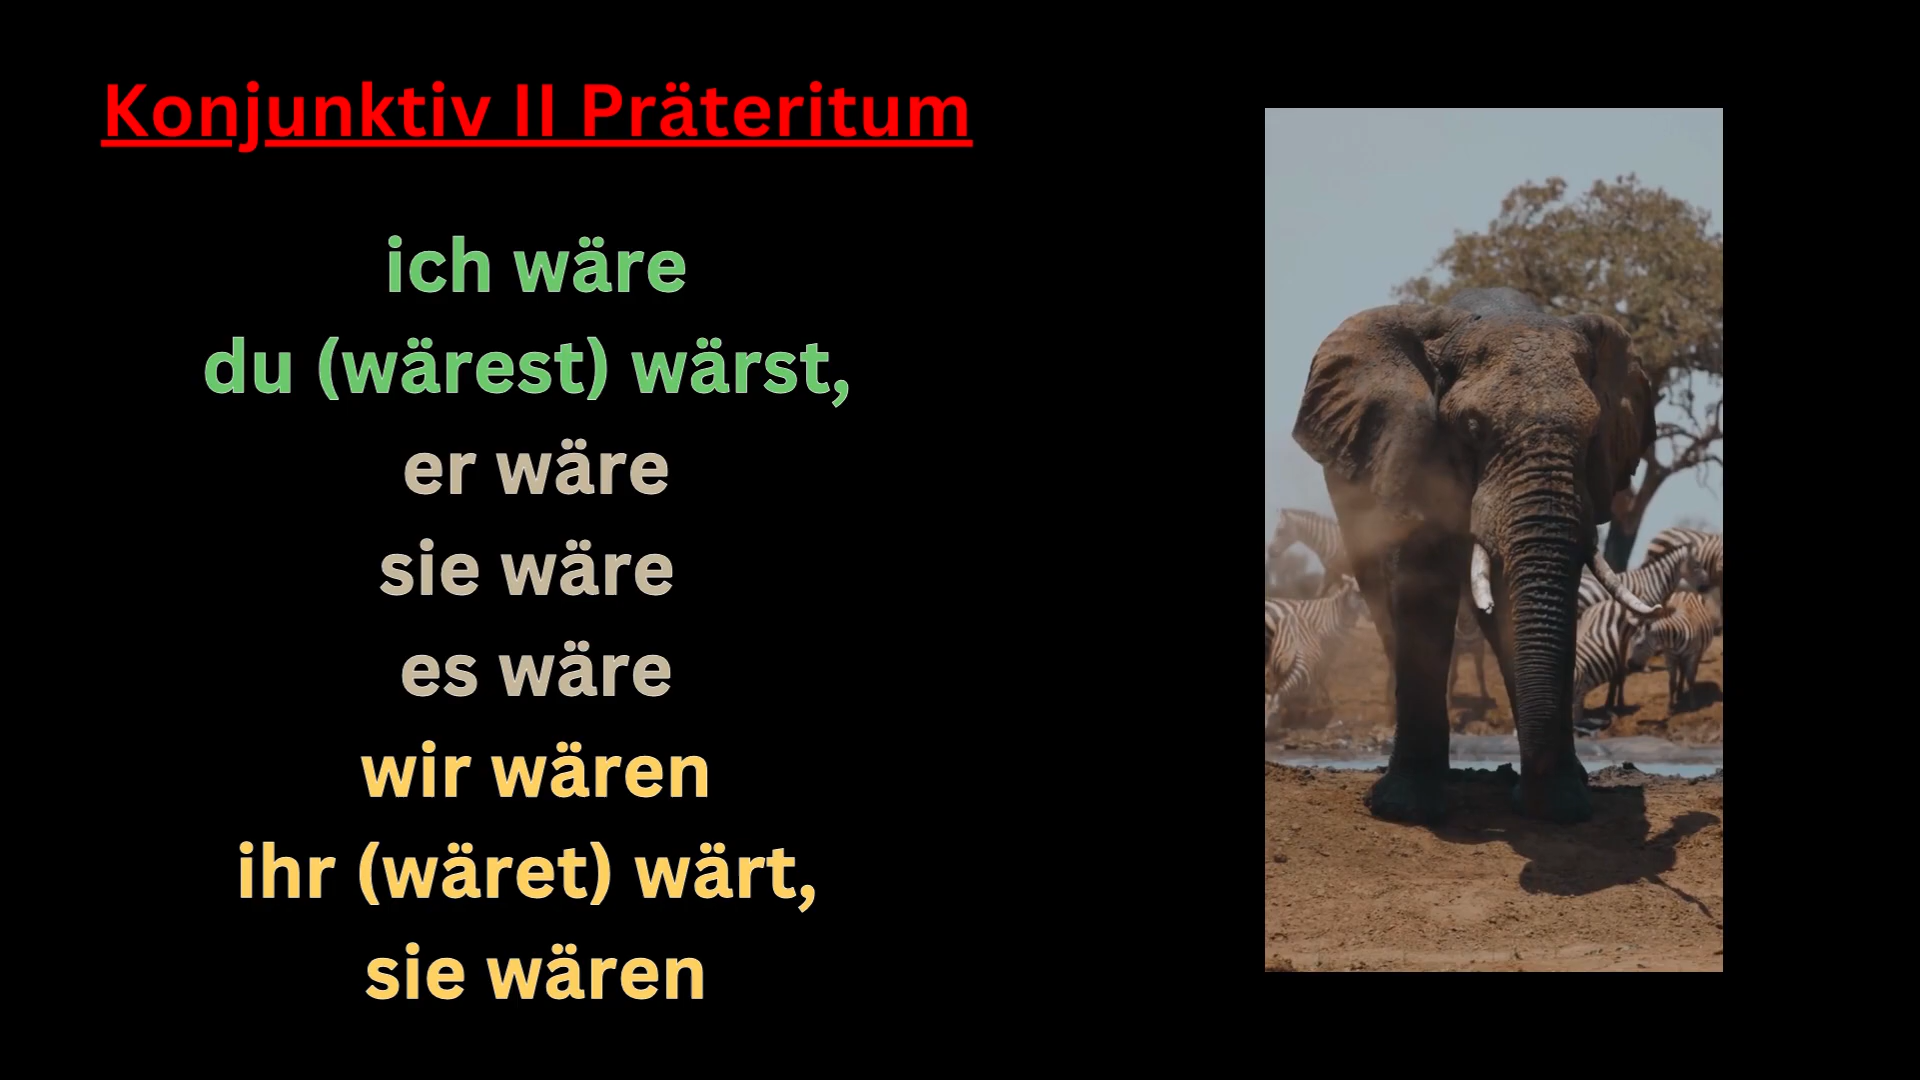 Konjunktiv II Präteritum
ich wäre
du (wärest) wärst,
er wäre
sie wäre
es wäre
wir wären
ihr (wäret) wärt,
sie wären